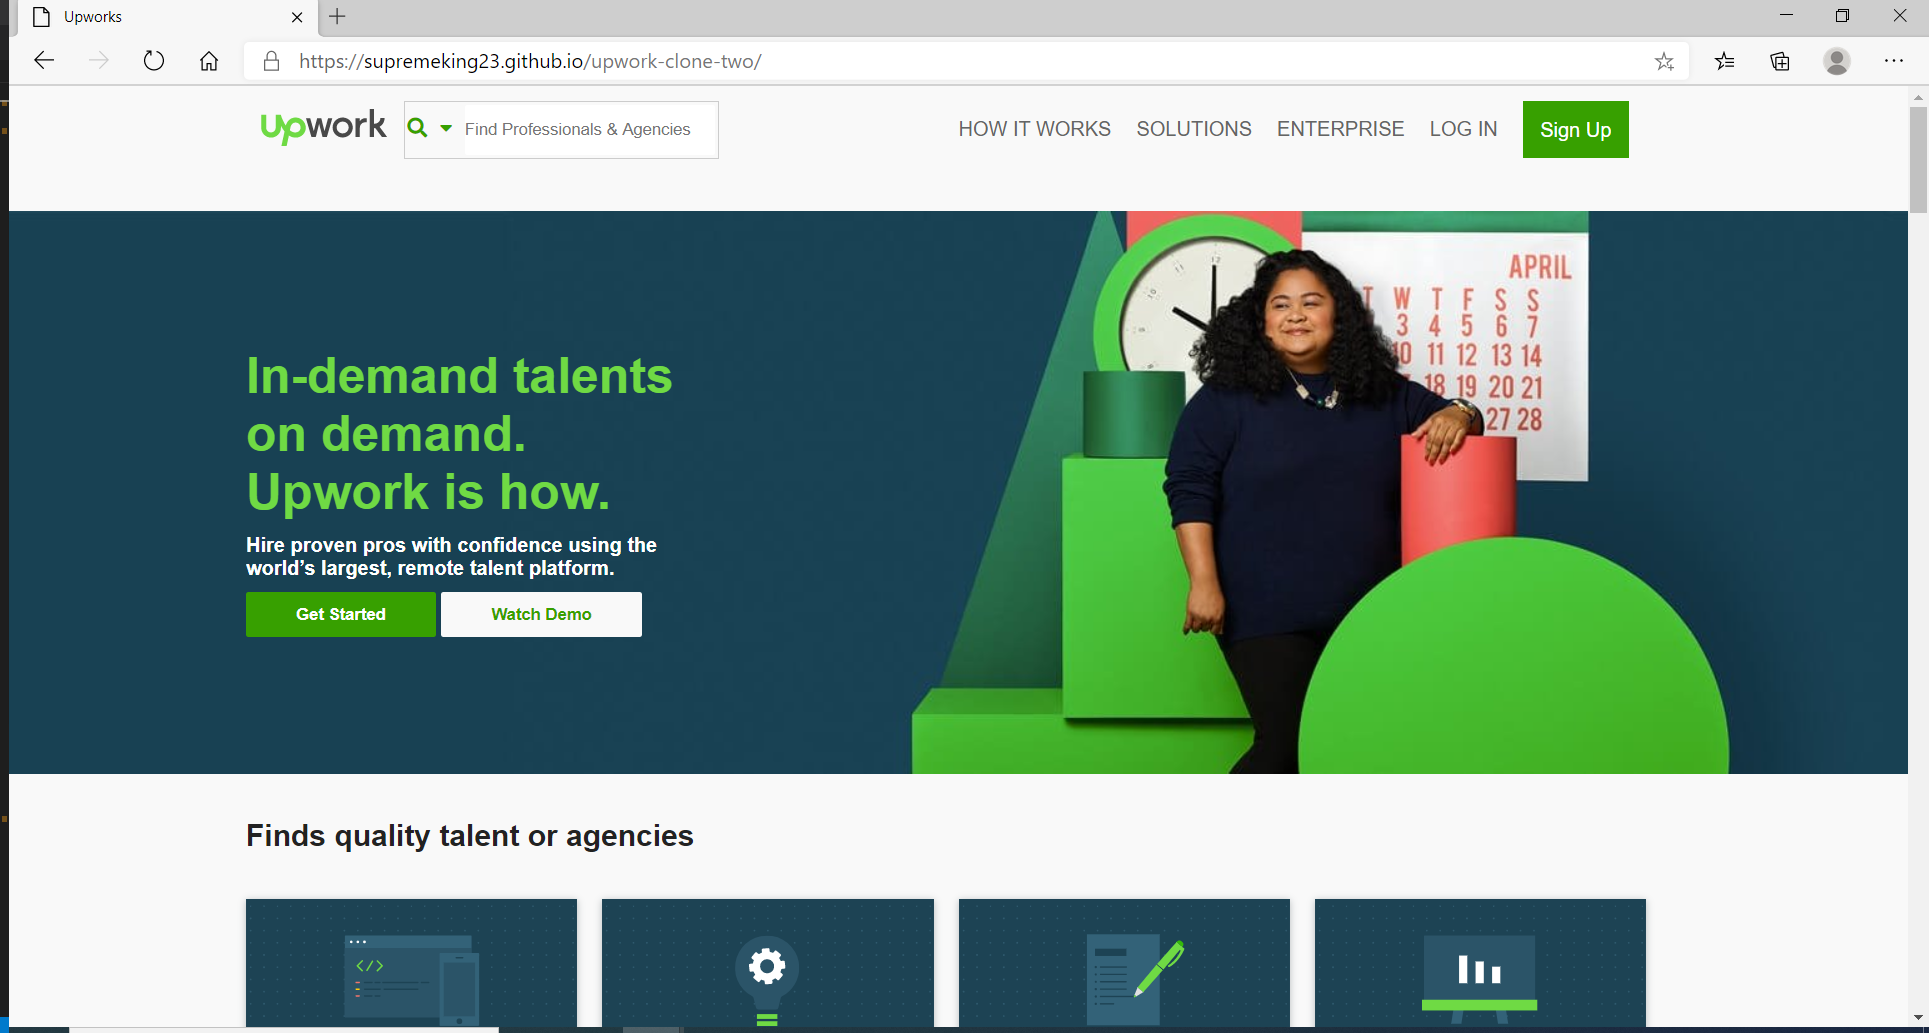 Upworks
https://supremeking23.github.io/upwork-clone-two/
upwork
Find Professionals & Agencies
HOW IT WORKS
SOLUTIONS
ENTERPRISE
LOG IN
Sign Up
12
11
10
APRIL
T W T F S S
3 4 5 6 7
10 11 12 13 14
18 19 20 21
27 28
In-demand talents
on demand.
Upwork is how.
Hire proven pros with confidence using the
world’s largest, remote talent platform.
Get Started
Watch Demo
Finds quality talent or agencies
</>